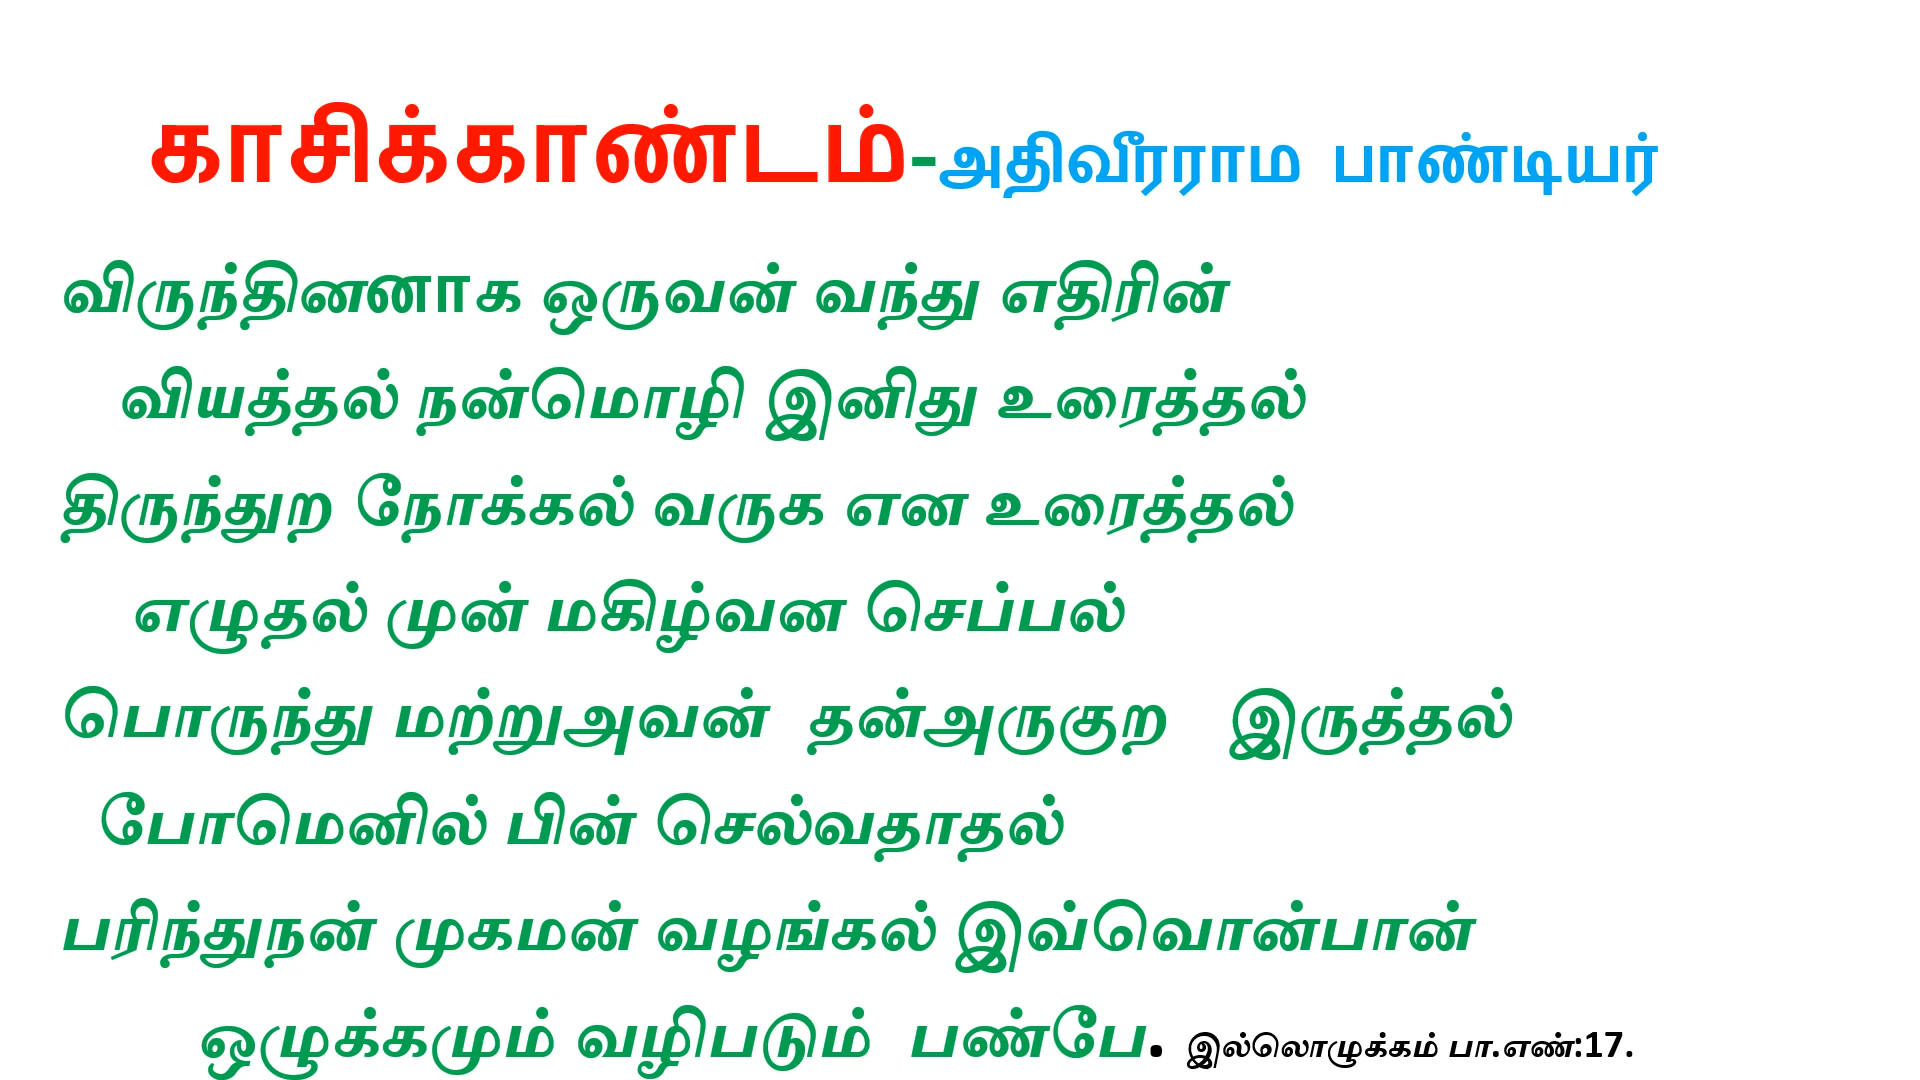 காசிக்காண்டம்-அதிவீரராம பாண்டியர்
விருந்தினனாக ஒருவன் வந்து எதிரின்
வியத்தல் நன்மொழி இனிது உரைத்தல்
திருந்துற நோக்கல் வருக என உரைத்தல்
எழுதல் முன் மகிழ்வன செப்பல்
பொருந்து மற்றுஅவன் தன்அருகுற இருத்தல்
போமெனில் பின் செல்வதாதல்
பரிந்துநன் முகமன் வழங்கல் இவ்வொன்பான்
ஒழுக்கமும் வழிபடும் பண்பே. இல்லொழுக்கம் பா.எண்:17.